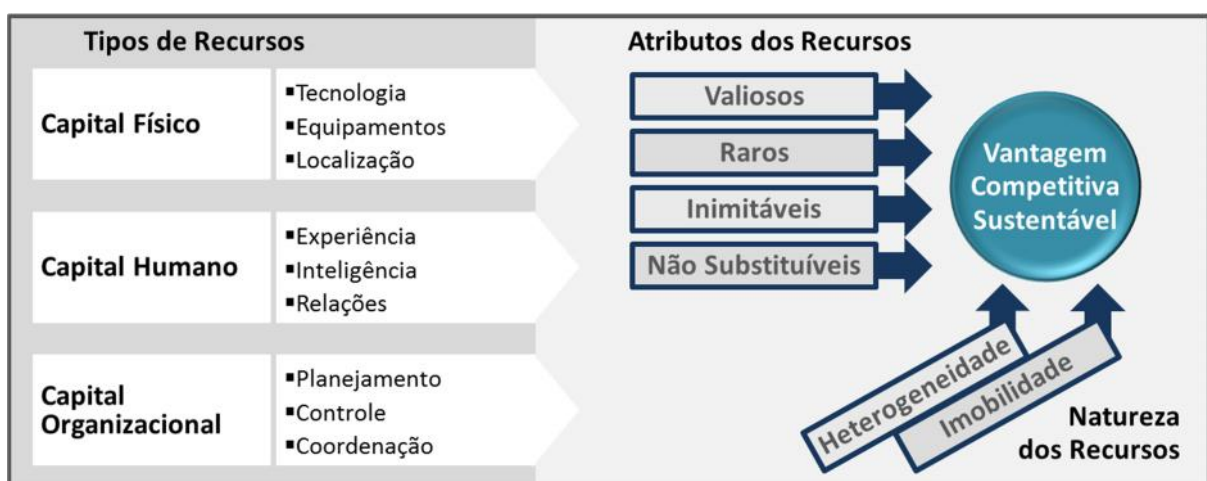 Tipos de Recursos
Capital Físico
▪Tecnologia
▪Equipamentos
▪Localização
Capital Humano
▪Experiência
▪Inteligência
▪Relações
Capital
Organizacional
▪Planejamento
▪Controle
▪Coordenação
Atributos dos Recursos
Valiosos
Raros
Inimitáveis
Não Substituíveis
Vantagem
Competitiva
Sustentável
Heterogeneidade
Imobilidade
Natureza
dos Recursos